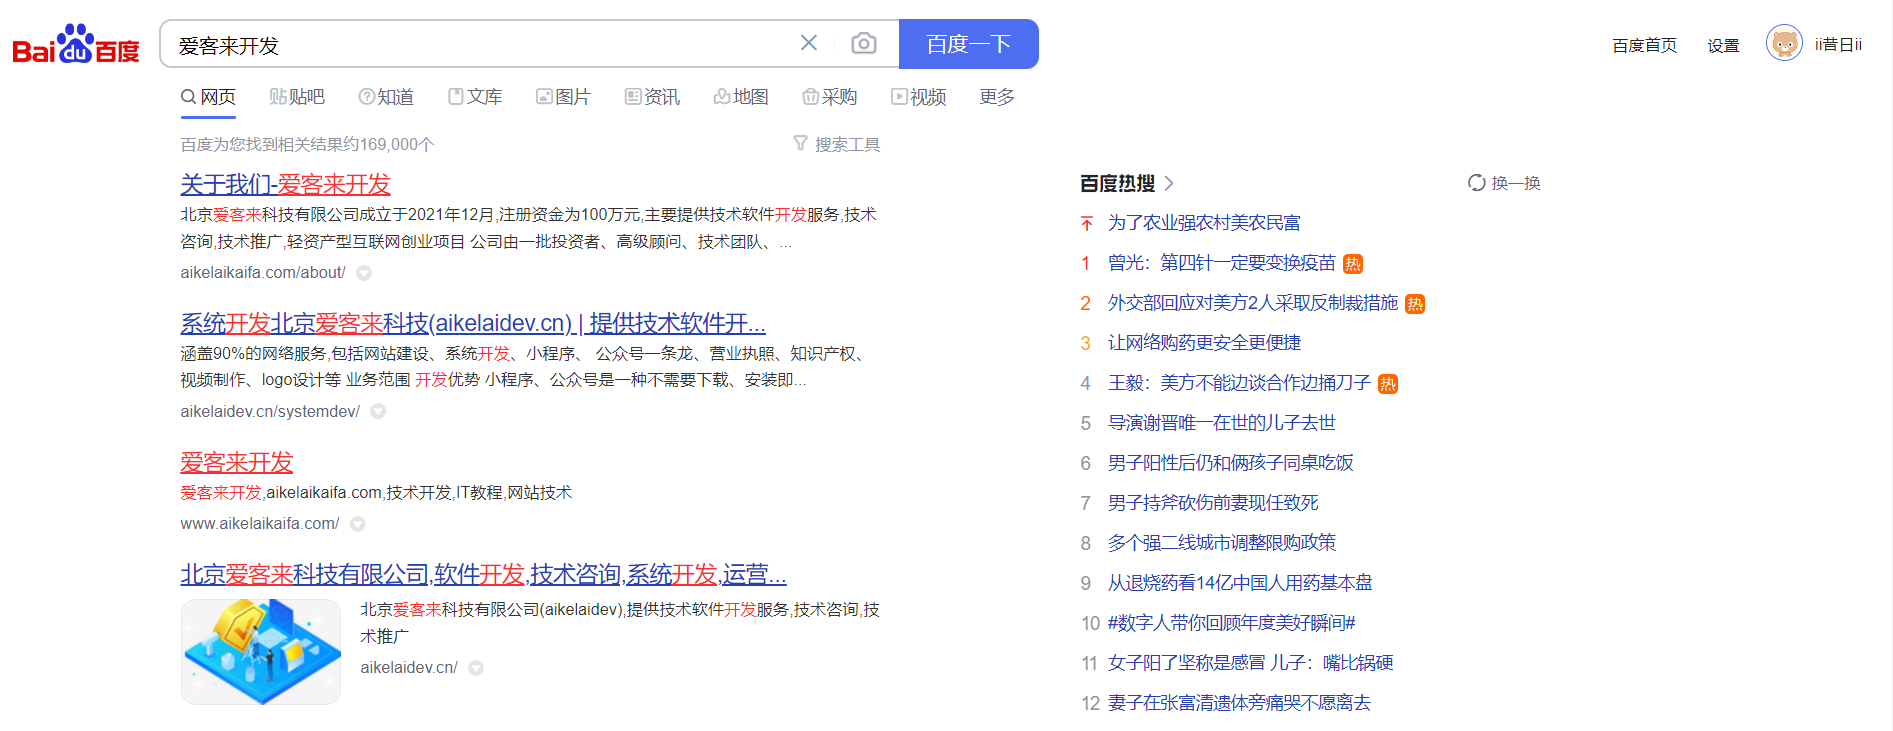 Bai du 百度
爱客来开发
百度一下
百度首页 设置 ii昔日ii
网页 贴吧 知道 文库 图片 资讯 地图 采购 视频 更多
百度为您找到相关结果约169,000个
搜索工具
关于我们-爱客来开发
北京爱客来科技有限公司成立于2021年12月,注册资金为100万元,主要提供技术软件开发服务,技术
咨询,技术推广,轻资产型互联网创业项目 公司由一批投资者、高级顾问、技术团队、...
aikelaikaifa.com/about/
系统开发北京爱客来科技(aikelaidev.cn) | 提供技术软件开...
涵盖90%的网络服务,包括网站建设、系统开发、小程序、 公众号一条龙、营业执照、知识产权、
视频制作、logo设计等 业务范围 开发优势 小程序、公众号是一种不需要下载、安装即...
aikelaidev.cn/systemdev/
爱客来开发
爱客来开发,aikelaikaifa.com,技术开发,IT教程,网站技术
www.aikelaikaifa.com/
北京爱客来科技有限公司,软件开发,技术咨询,系统开发,运营...
北京爱客来科技有限公司(aikelaidev),提供技术软件开发服务,技术咨询,技
术推广
aikelaidev.cn/
百度热搜
换一换
为了农业强农村美农民富
1 曾光：第四针一定要变换疫苗 热
2 外交部回应对美方2人采取反制裁措施 热
3 让网络购药更安全更便捷
4 王毅：美方不能边谈合作边捅刀子 热
5 导演谢晋唯一在世的儿子去世
6 男子阳性后仍和俩孩子同桌吃饭
7 男子持斧砍伤前妻现任致死
8 多个强二线城市调整限购政策
9 从退烧药看14亿中国人用药基本盘
10 #数字人带你回顾年度美好瞬间#
11 女子阳了坚称是感冒 儿子：嘴比锅硬
12 妻子在张富清遗体旁痛哭不愿离去